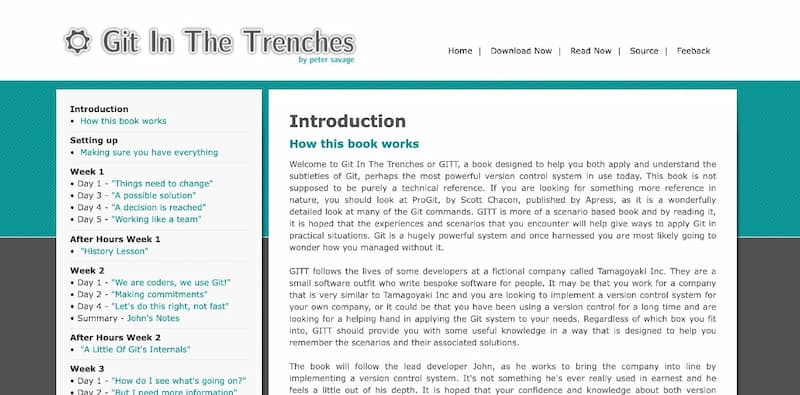 Git In The Trenches
by peter savage
Home | Download Now | Read Now | Source | Feeback
Introduction
• How this book works
Setting up
• Making sure you have everything
Week 1
• Day 1 - "Things need to change"
• Day 3 - "A possible solution"
• Day 4 - "A decision is reached"
• Day 5 - "Working like a team"
After Hours Week 1
• "History Lesson"
Week 2
• Day 1 - "We are coders, we use Git!"
• Day 2 - "Making commitments"
• Day 4 - "Let's do this right, not fast"
• Summary - John's Notes
After Hours Week 2
• "A Little Of Git's Internals"
Week 3
• Day 1 - "How do I see what's going on?"
• Day 2 - "But I need more information"
Introduction
How this book works
Welcome to Git In The Trenches or GITT, a book designed to help you both apply and understand the
subtleties of Git, perhaps the most powerful version control system in use today. This book is not
supposed to be purely a technical reference. If you are looking for something more reference in
nature, you should look at ProGit, by Scott Chacon, published by Apress, as it is a wonderfully
detailed look at many of the Git commands. GITT is more of a scenario based book and by reading it,
it is hoped that the experiences and scenarios that you encounter will help give ways to apply Git in
practical situations. Git is a hugely powerful system and once harnessed you are most likely going to
wonder how you managed without it.
GITT follows the lives of some developers at a fictional company called Tamagoyaki Inc. They are a
small software outfit who write bespoke software for people. It may be that you work for a company
that is very similar to Tamagoyaki Inc and you are looking to implement a version control system for
your own company, or it could be that you have been using a version control for a long time and are
looking for a helping hand in applying the Git system to your needs. Regardless of which box you fit
into, GITT should provide you with some useful knowledge in a way that is designed to help you
remember the scenarios and their associated solutions.
The book will follow the lead developer John, as he works to bring the company into line by
implementing a version control system. It's not something he's ever really used in earnest and he
feels a little out of his depth. It is hoped that your confidence and knowledge about both version